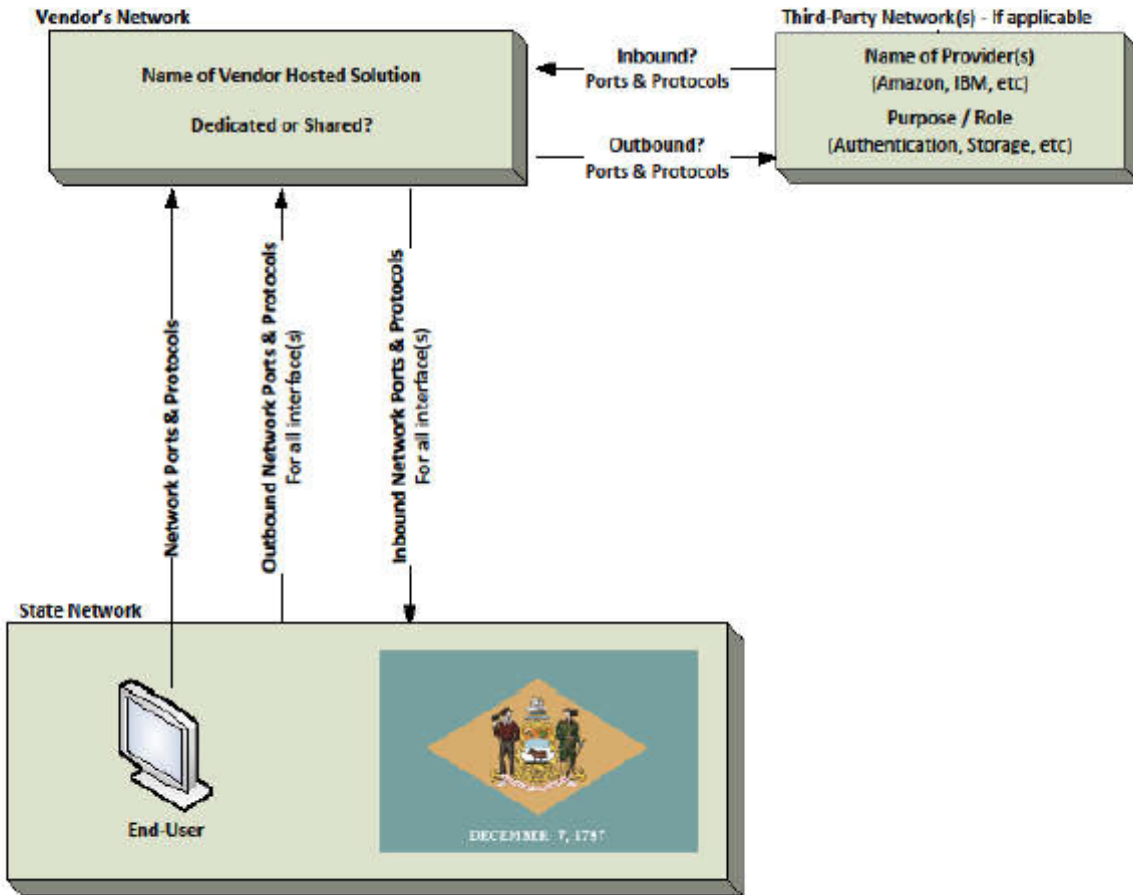 Vendor's Network
Third-Party Network(s) - If applicable
Name of Vendor Hosted Solution
Dedicated or Shared?
Inbound?
Ports & Protocols
Outbound?
Ports & Protocols
Name of Provider(s)
(Amazon, IBM, etc)
Purpose / Role
(Authentication, Storage, etc)
Network Ports & Protocols
Outbound Network Ports & Protocols
For all interface(s)
Inbound Network Ports & Protocols
For all interface(s)
State Network
End-User
DECEMBER 7, 1787